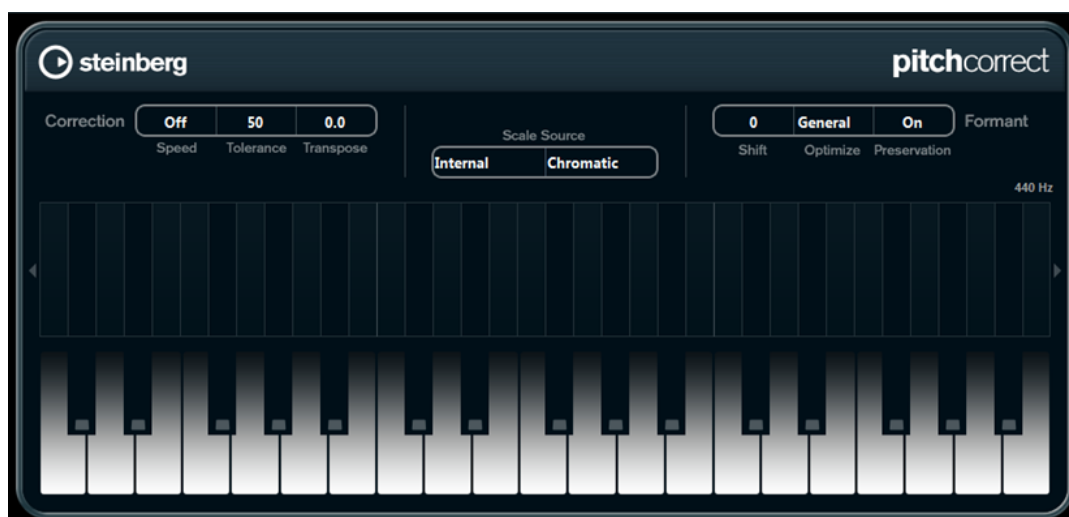 steinberg
pitchcorrect
Correction Off 50 0.0
Speed Tolerance Transpose
Scale Source
Internal Chromatic
0 General On Formant
Shift Optimize Preservation
440 Hz